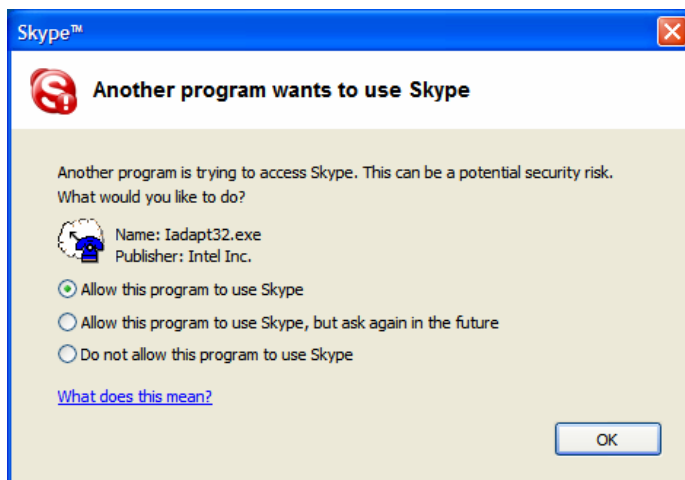 Skype™
Another program wants to use Skype
Another program is trying to access Skype. This can be a potential security risk.
What would you like to do?
Name: Iadapt32.exe
Publisher: Intel Inc.
Allow this program to use Skype
Allow this program to use Skype, but ask again in the future
Do not allow this program to use Skype
What does this mean?
OK